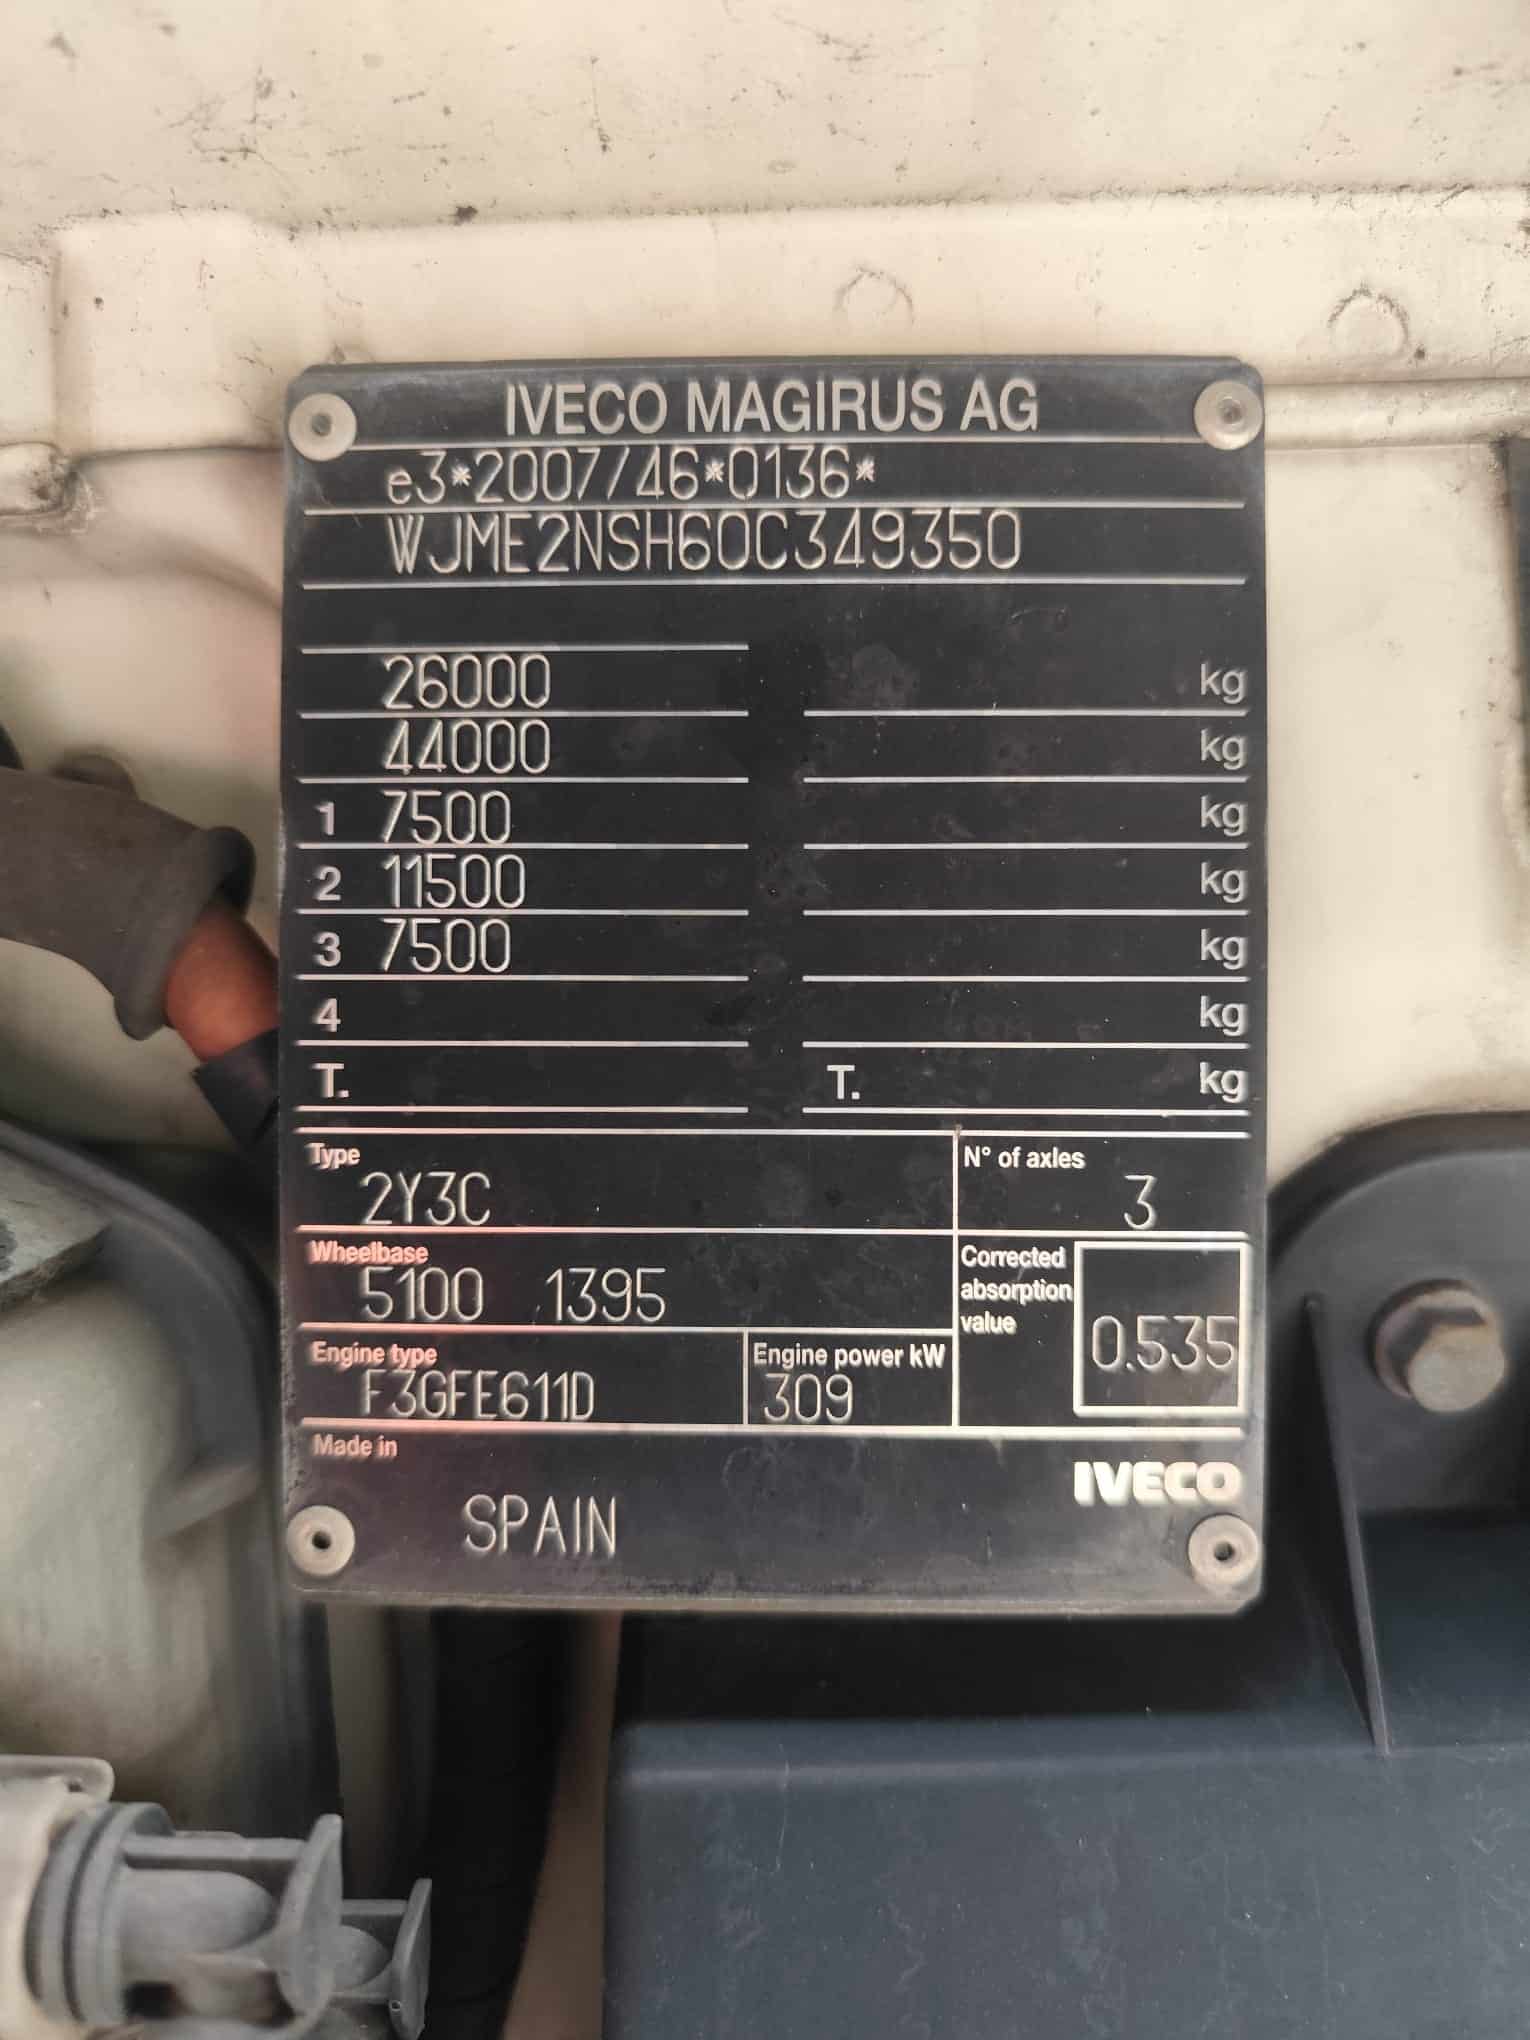 IVECO MAGIRUS AG
e3*2007/46*0136*
WJME2NSH60C349350
26000 kg
44000 kg
1 7500 kg
2 11500 kg
3 7500 kg
4 kg
T. T. kg
Type
2Y3C
N° of axles
3
Wheelbase
5100 1395
Corrected
absorption
value
0.535
Engine type
F3GFE611D
Engine power kW
309
Made in
SPAIN
IVECO